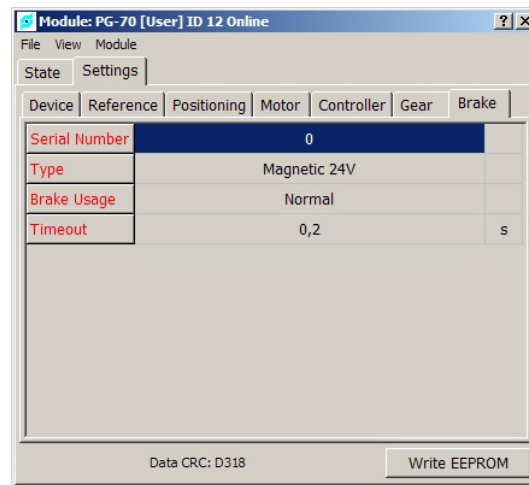 Module: PG-70 [User] ID 12 Online
File View Module
State Settings
Device Reference Positioning Motor Controller Gear Brake
Serial Number 0
Type Magnetic 24V
Brake Usage Normal
Timeout 0,2 s
Data CRC: D318 Write EEPROM